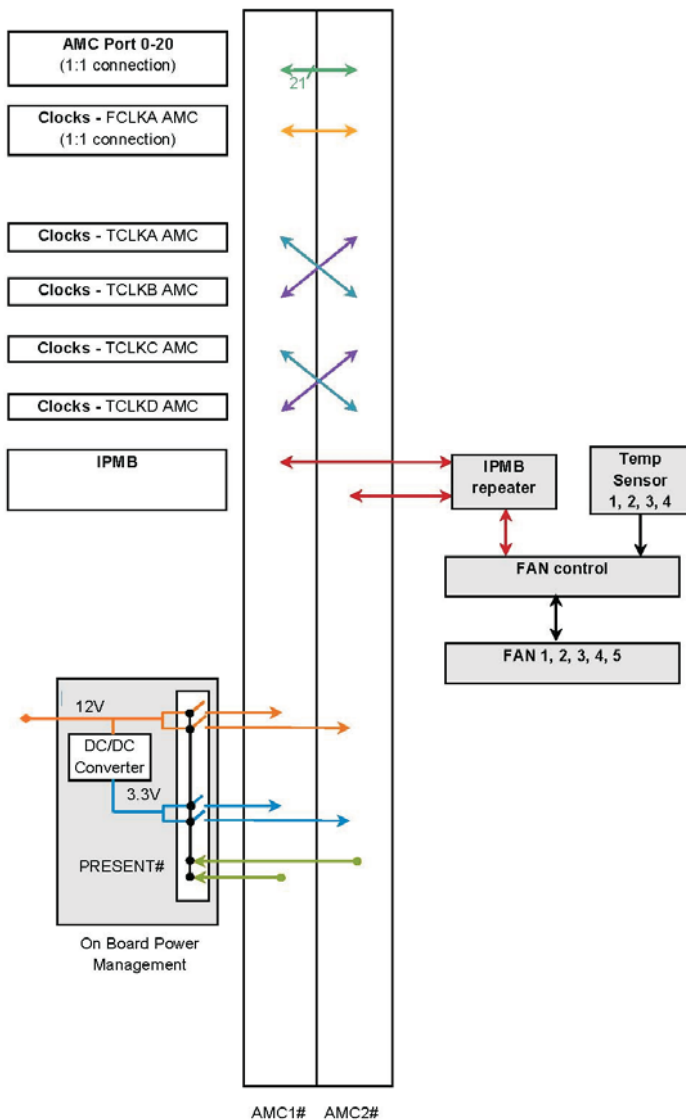 AMC Port 0-20
(1:1 connection)
21
Clocks - FCLKA AMC
(1:1 connection)
Clocks - TCLKA AMC
Clocks - TCLKB AMC
Clocks - TCLKC AMC
Clocks - TCLKD AMC
IPMB
IPMB
repeater
Temp
Sensor
1, 2, 3, 4
FAN control
FAN 1, 2, 3, 4, 5
12V
DC/DC
Converter
3.3V
PRESENT#
On Board Power
Management
AMC1# AMC2#